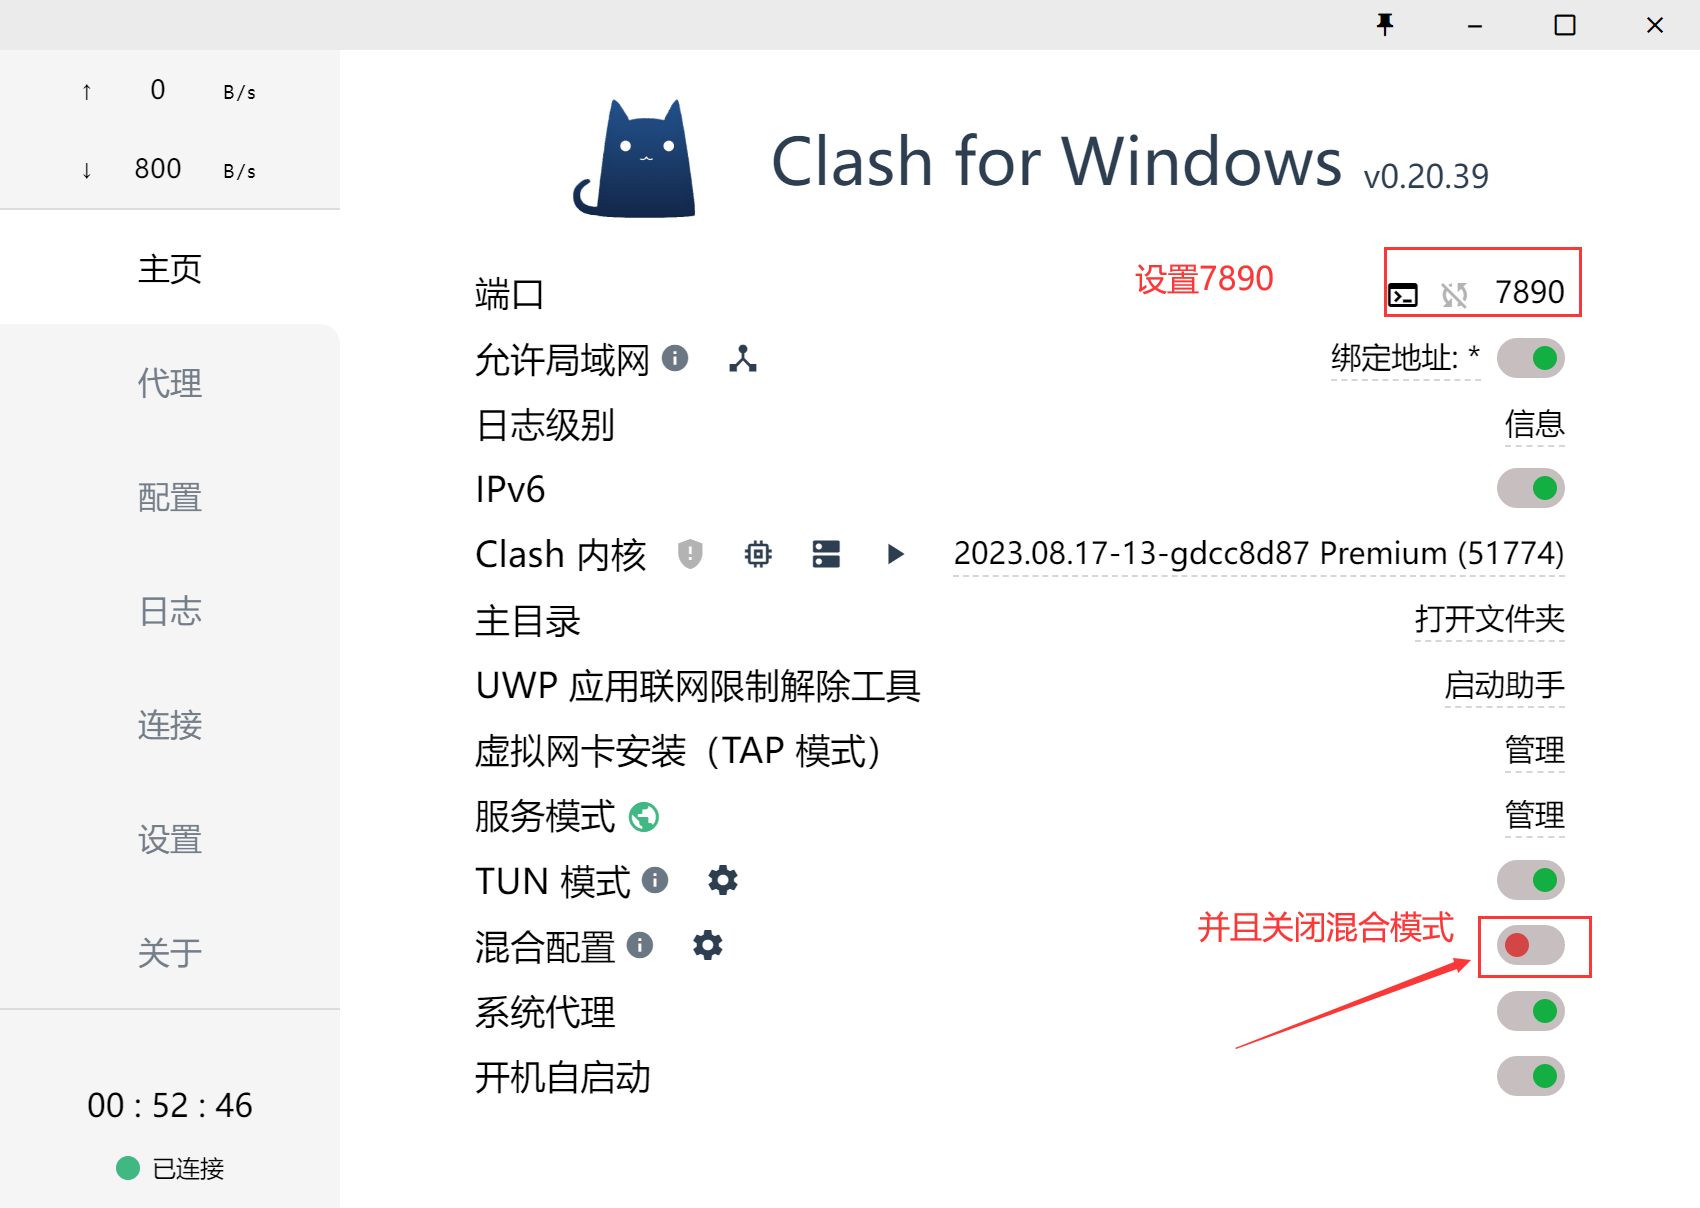 ↑ 0 B/s
↓ 800 B/s
主页
代理
配置
日志
连接
设置
关于
00 : 52 : 46
已连接
Clash for Windows v0.20.39
端口 设置7890 7890
允许局域网 绑定地址: *
日志级别 信息
IPv6
Clash 内核 2023.08.17-13-gdcc8d87 Premium (51774)
主目录 打开文件夹
UWP 应用联网限制解除工具 启动助手
虚拟网卡安装（TAP 模式） 管理
服务模式 管理
TUN 模式
并且关闭混合模式
混合配置
系统代理
开机自启动